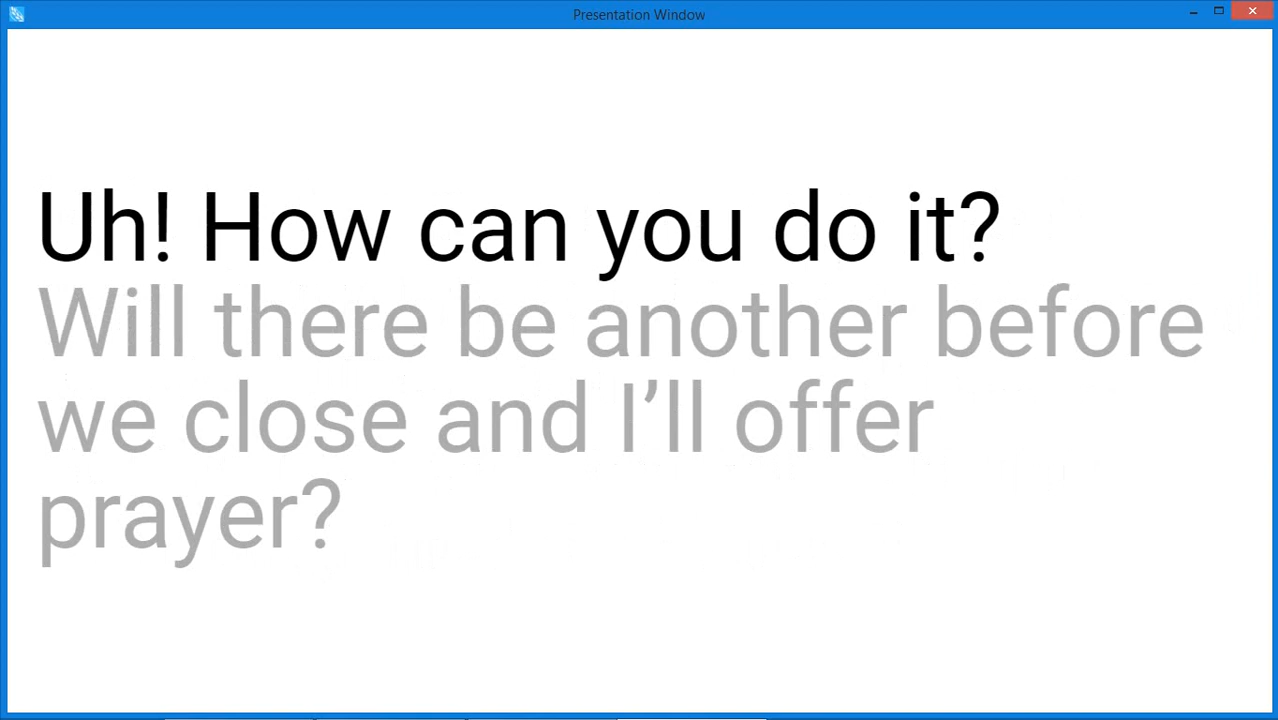 Presentation Window
Uh! How can you do it?
Will there be another before
we close and I’ll offer
prayer?